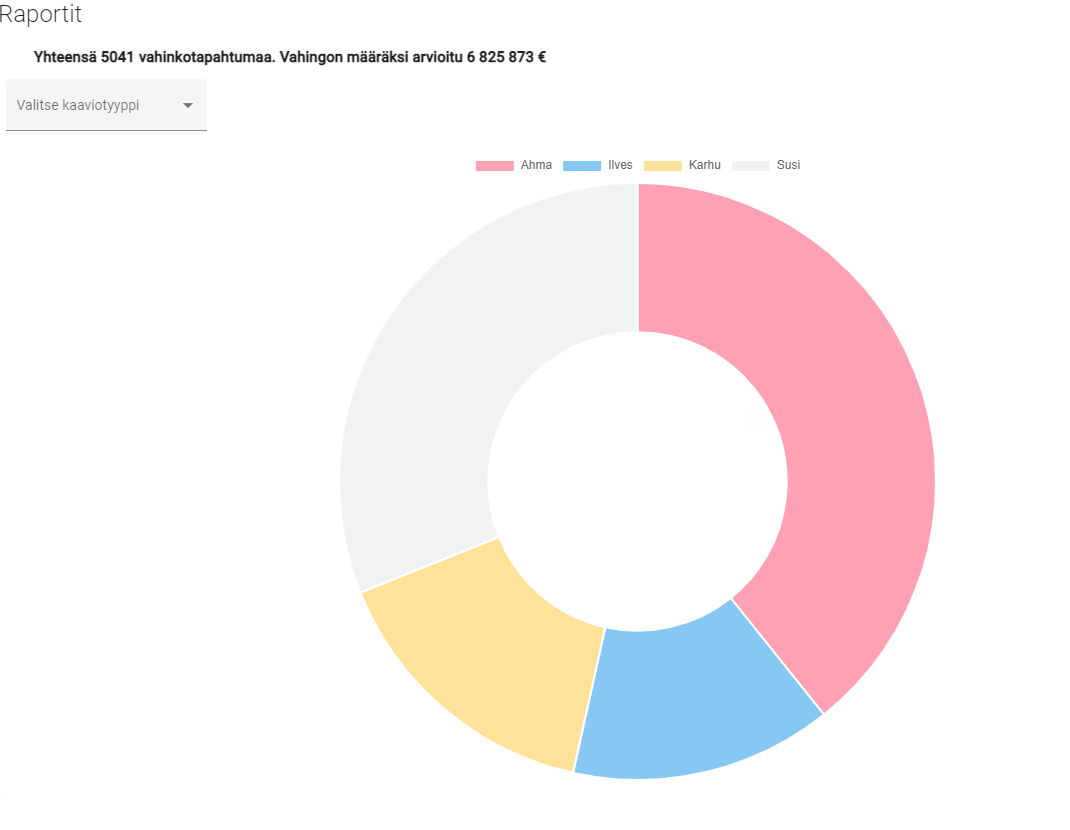 Raportit
Yhteensä 5041 vahinkotapahtumaa. Vahingon määräksi arvioitu 6 825 873 €
Valitse kaaviotyyppi
Ahma Ilves Karhu Susi